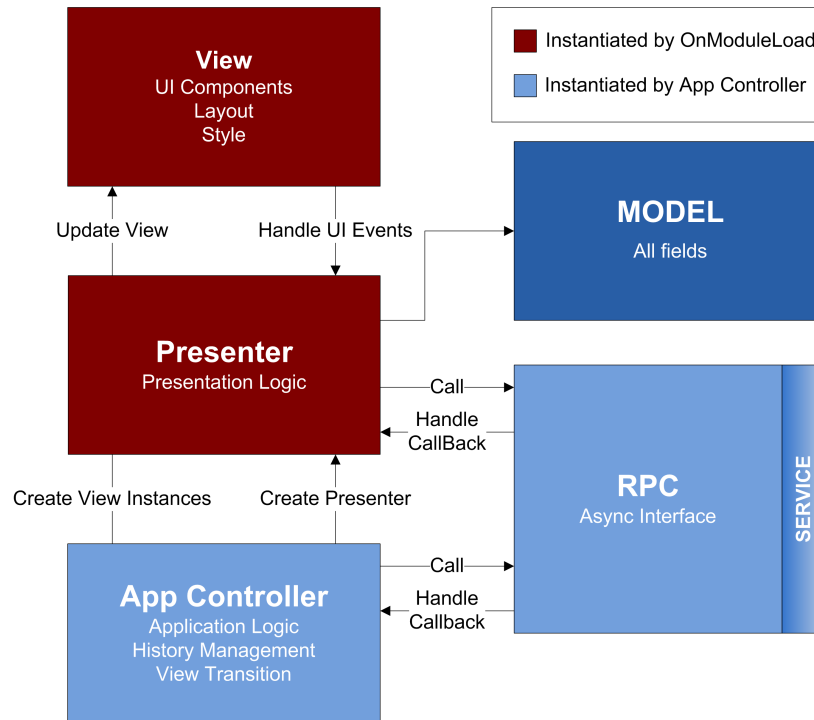 View
UI Components
Layout
Style
Instantiated by OnModuleLoad
Instantiated by App Controller
MODEL
All fields
Update View
Handle UI Events
Presenter
Presentation Logic
Call
Handle
CallBack
RPC
Async Interface
SERVICE
Create View Instances
Create Presenter
App Controller
Application Logic
History Management
View Transition
Call
Handle
Callback